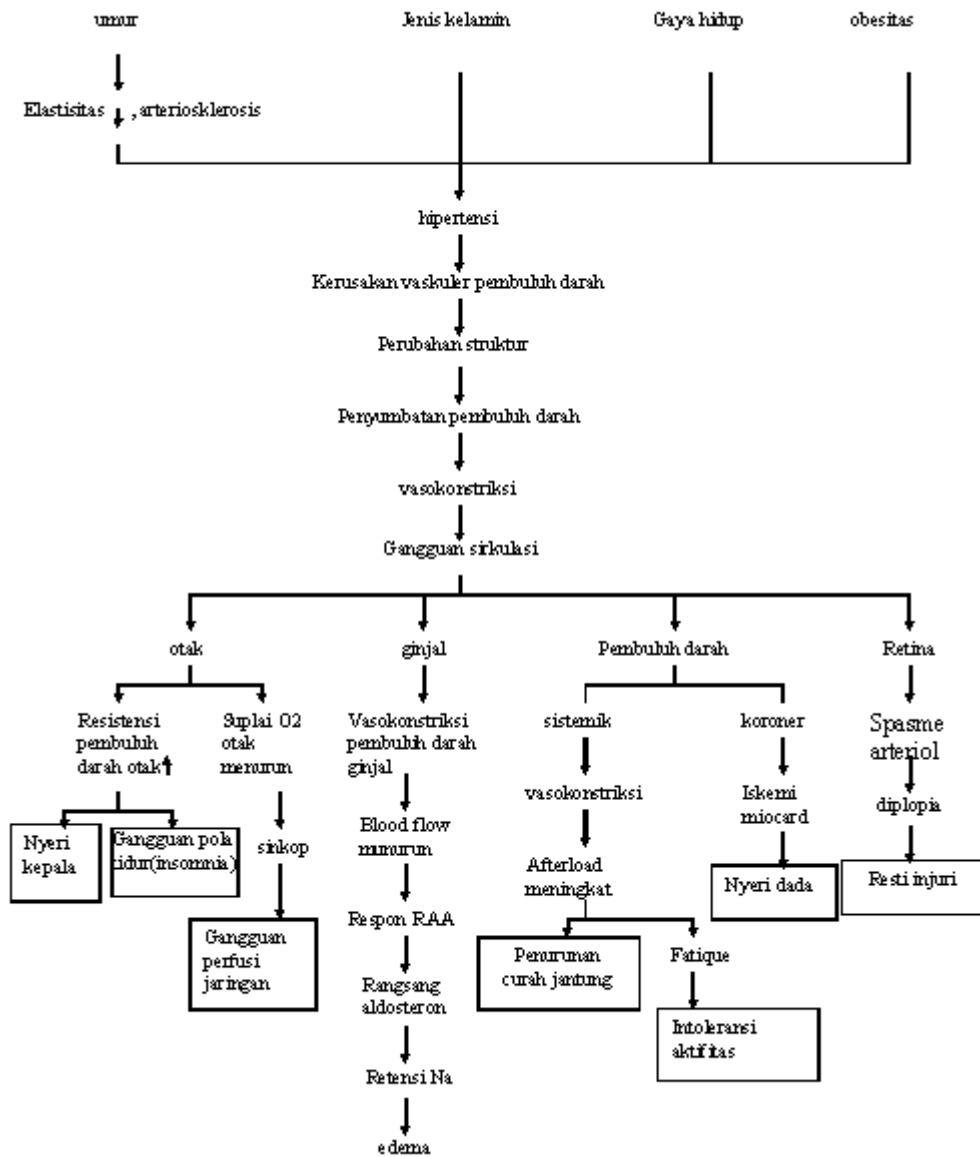 umur
Jenis kelamin
Gaya hidup
obesitas
Elastisitas ↓, arteriosklerosis
hipertensi
Kerusakan vaskuler pembuluh darah
Perubahan struktur
Penyumbatan pembuluh darah
vasokonstriksi
Gangguan sirkulasi
otak
ginjal
Pembuluh darah
Retina
Resistensi
pembuluh
darah otak↑
Suplai O2
otak
menurun
Vasokonstriksi
pembuluh darah
ginjal
sistemik
koroner
Spasme
arteriol
Nyeri
kepala
Gangguan pola
tidur(insomnia)
sinkop
Gangguan
perfusi
jaringan
Blood flow
munurun
Respon RAA
Rangsang
aldosteron
Retensi Na
edema
vasokonstriksi
Afterload
meningkat
Penurunan
curah jantung
Fatique
Intoleransi
aktifitas
Iskemi
miocard
Nyeri dada
diplopia
Resti injuri